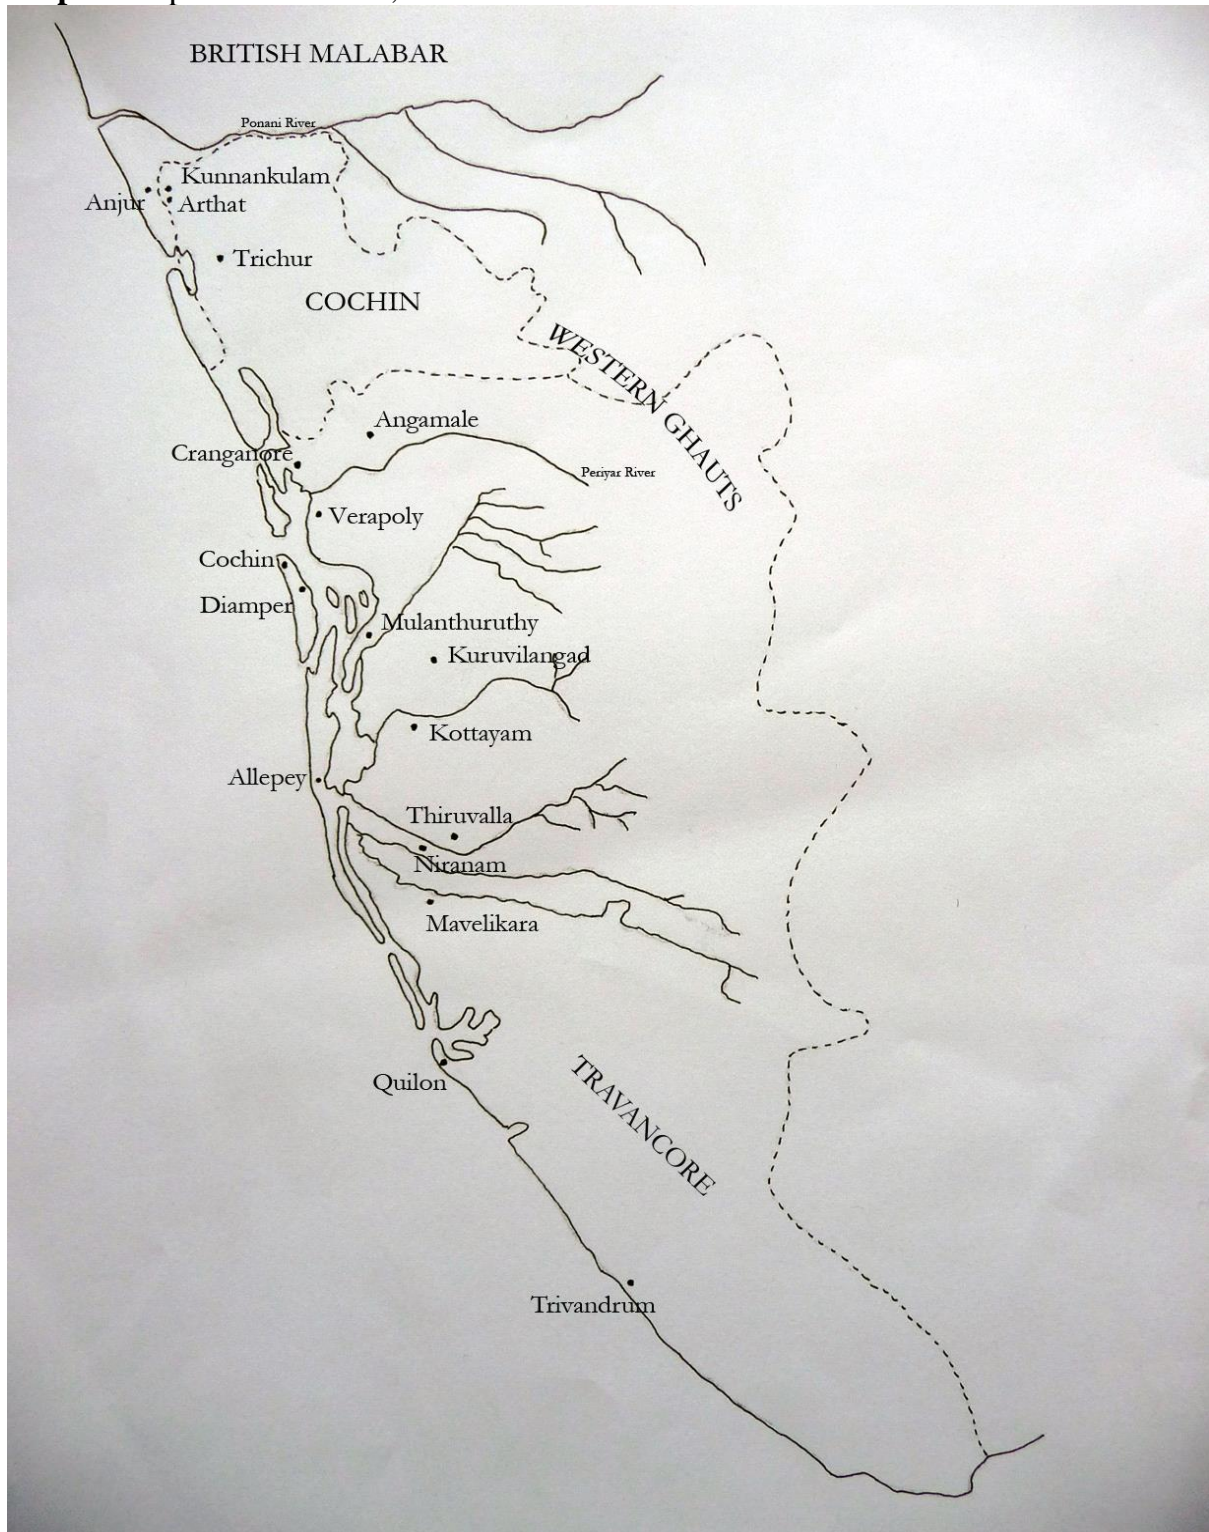 BRITISH MALABAR
Ponani River
Kunnankulam
Anjur
Arthat
Trichur
COCHIN
WESTERN GHAUTS
Angamale
Cranganore
Periyar River
Verapoly
Cochin
Diamper
Mulanthuruthy
Kuruvilangad
Kottayam
Allepey
Thiruvalla
Niranam
Mavelikara
Quilon
TRAVANCORE
Trivandrum